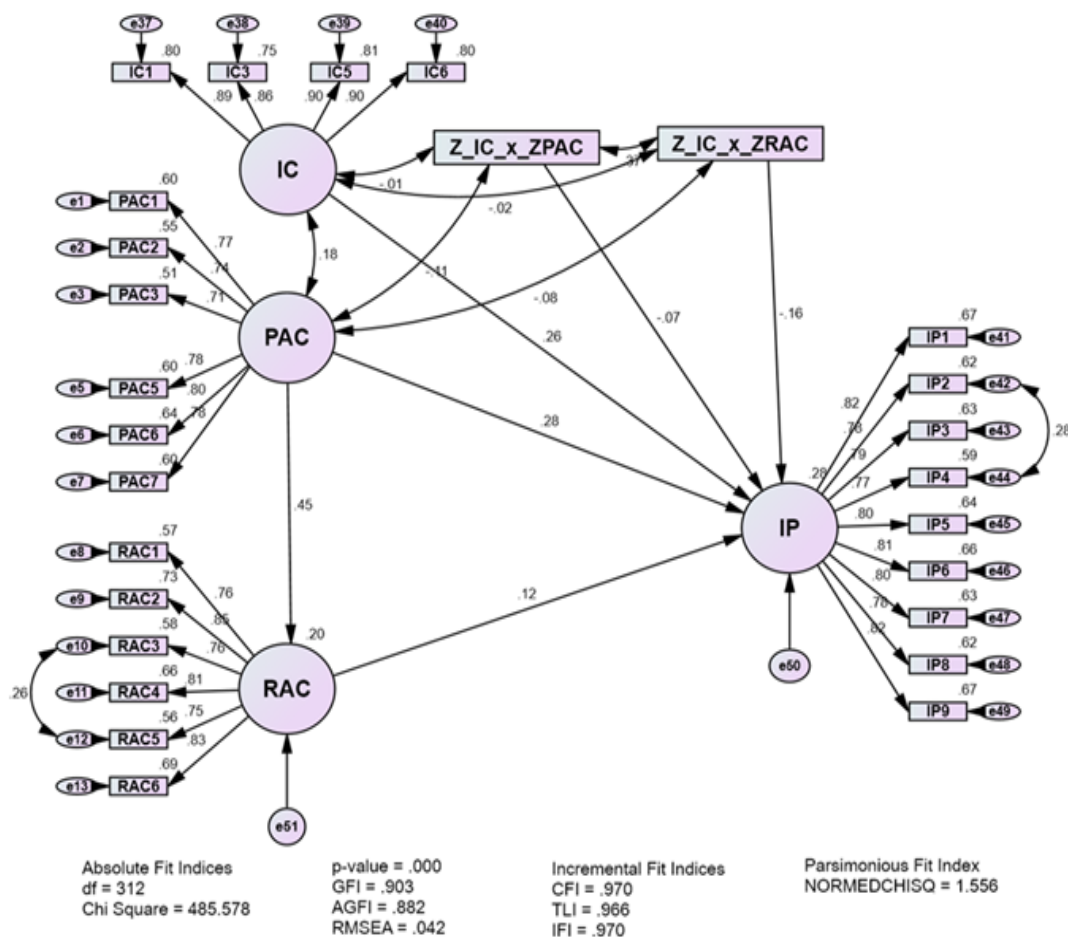 e37 e38 e39 e40
.80 .75 .81 .80
IC1 IC3 IC5 IC6
.89 .86 .90 .90
IC
Z_IC_x_ZPAC
Z_IC_x_ZRAC
.37
-.01
-.02
.18
-.11
-.08
-.07
-.16
.26
.60
e1 PAC1
.77
.55
e2 PAC2
.74
.51
e3 PAC3
.71
PAC
.60 .78
e5 PAC5
.80
.64 .78
e6 PAC6
.60
e7 PAC7
.28
.45
.57
e8 RAC1
.76
.73
e9 RAC2
.85
.58
e10 RAC3
.76
.66
e11 RAC4
.81
.26
.56 .75
e12 RAC5
.83
.69
e13 RAC6
.20
RAC
e51
.12
.28
IP
e50
.67
IP1 e41
.82
.62
IP2 e42
.78
.63
IP3 e43
.79
.59
IP4 e44
.77
.28
.64
IP5 e45
.80
.66
IP6 e46
.81
.63
IP7 e47
.80
.62
IP8 e48
.78
.67
IP9 e49
.82
Absolute Fit Indices
df = 312
Chi Square = 485.578
p-value = .000
GFI = .903
AGFI = .882
RMSEA = .042
Incremental Fit Indices
CFI = .970
TLI = .966
IFI = .970
Parsimonious Fit Index
NORMEDCHISQ = 1.556